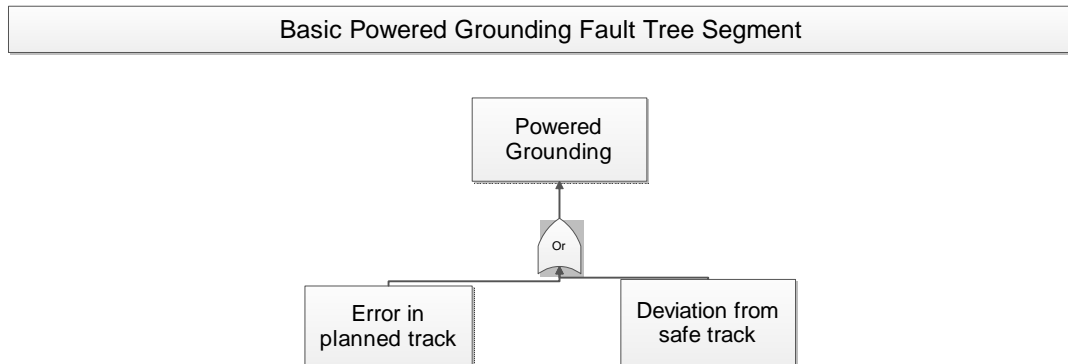 Basic Powered Grounding Fault Tree Segment
Powered
Grounding
Or
Error in
planned track
Deviation from
safe track